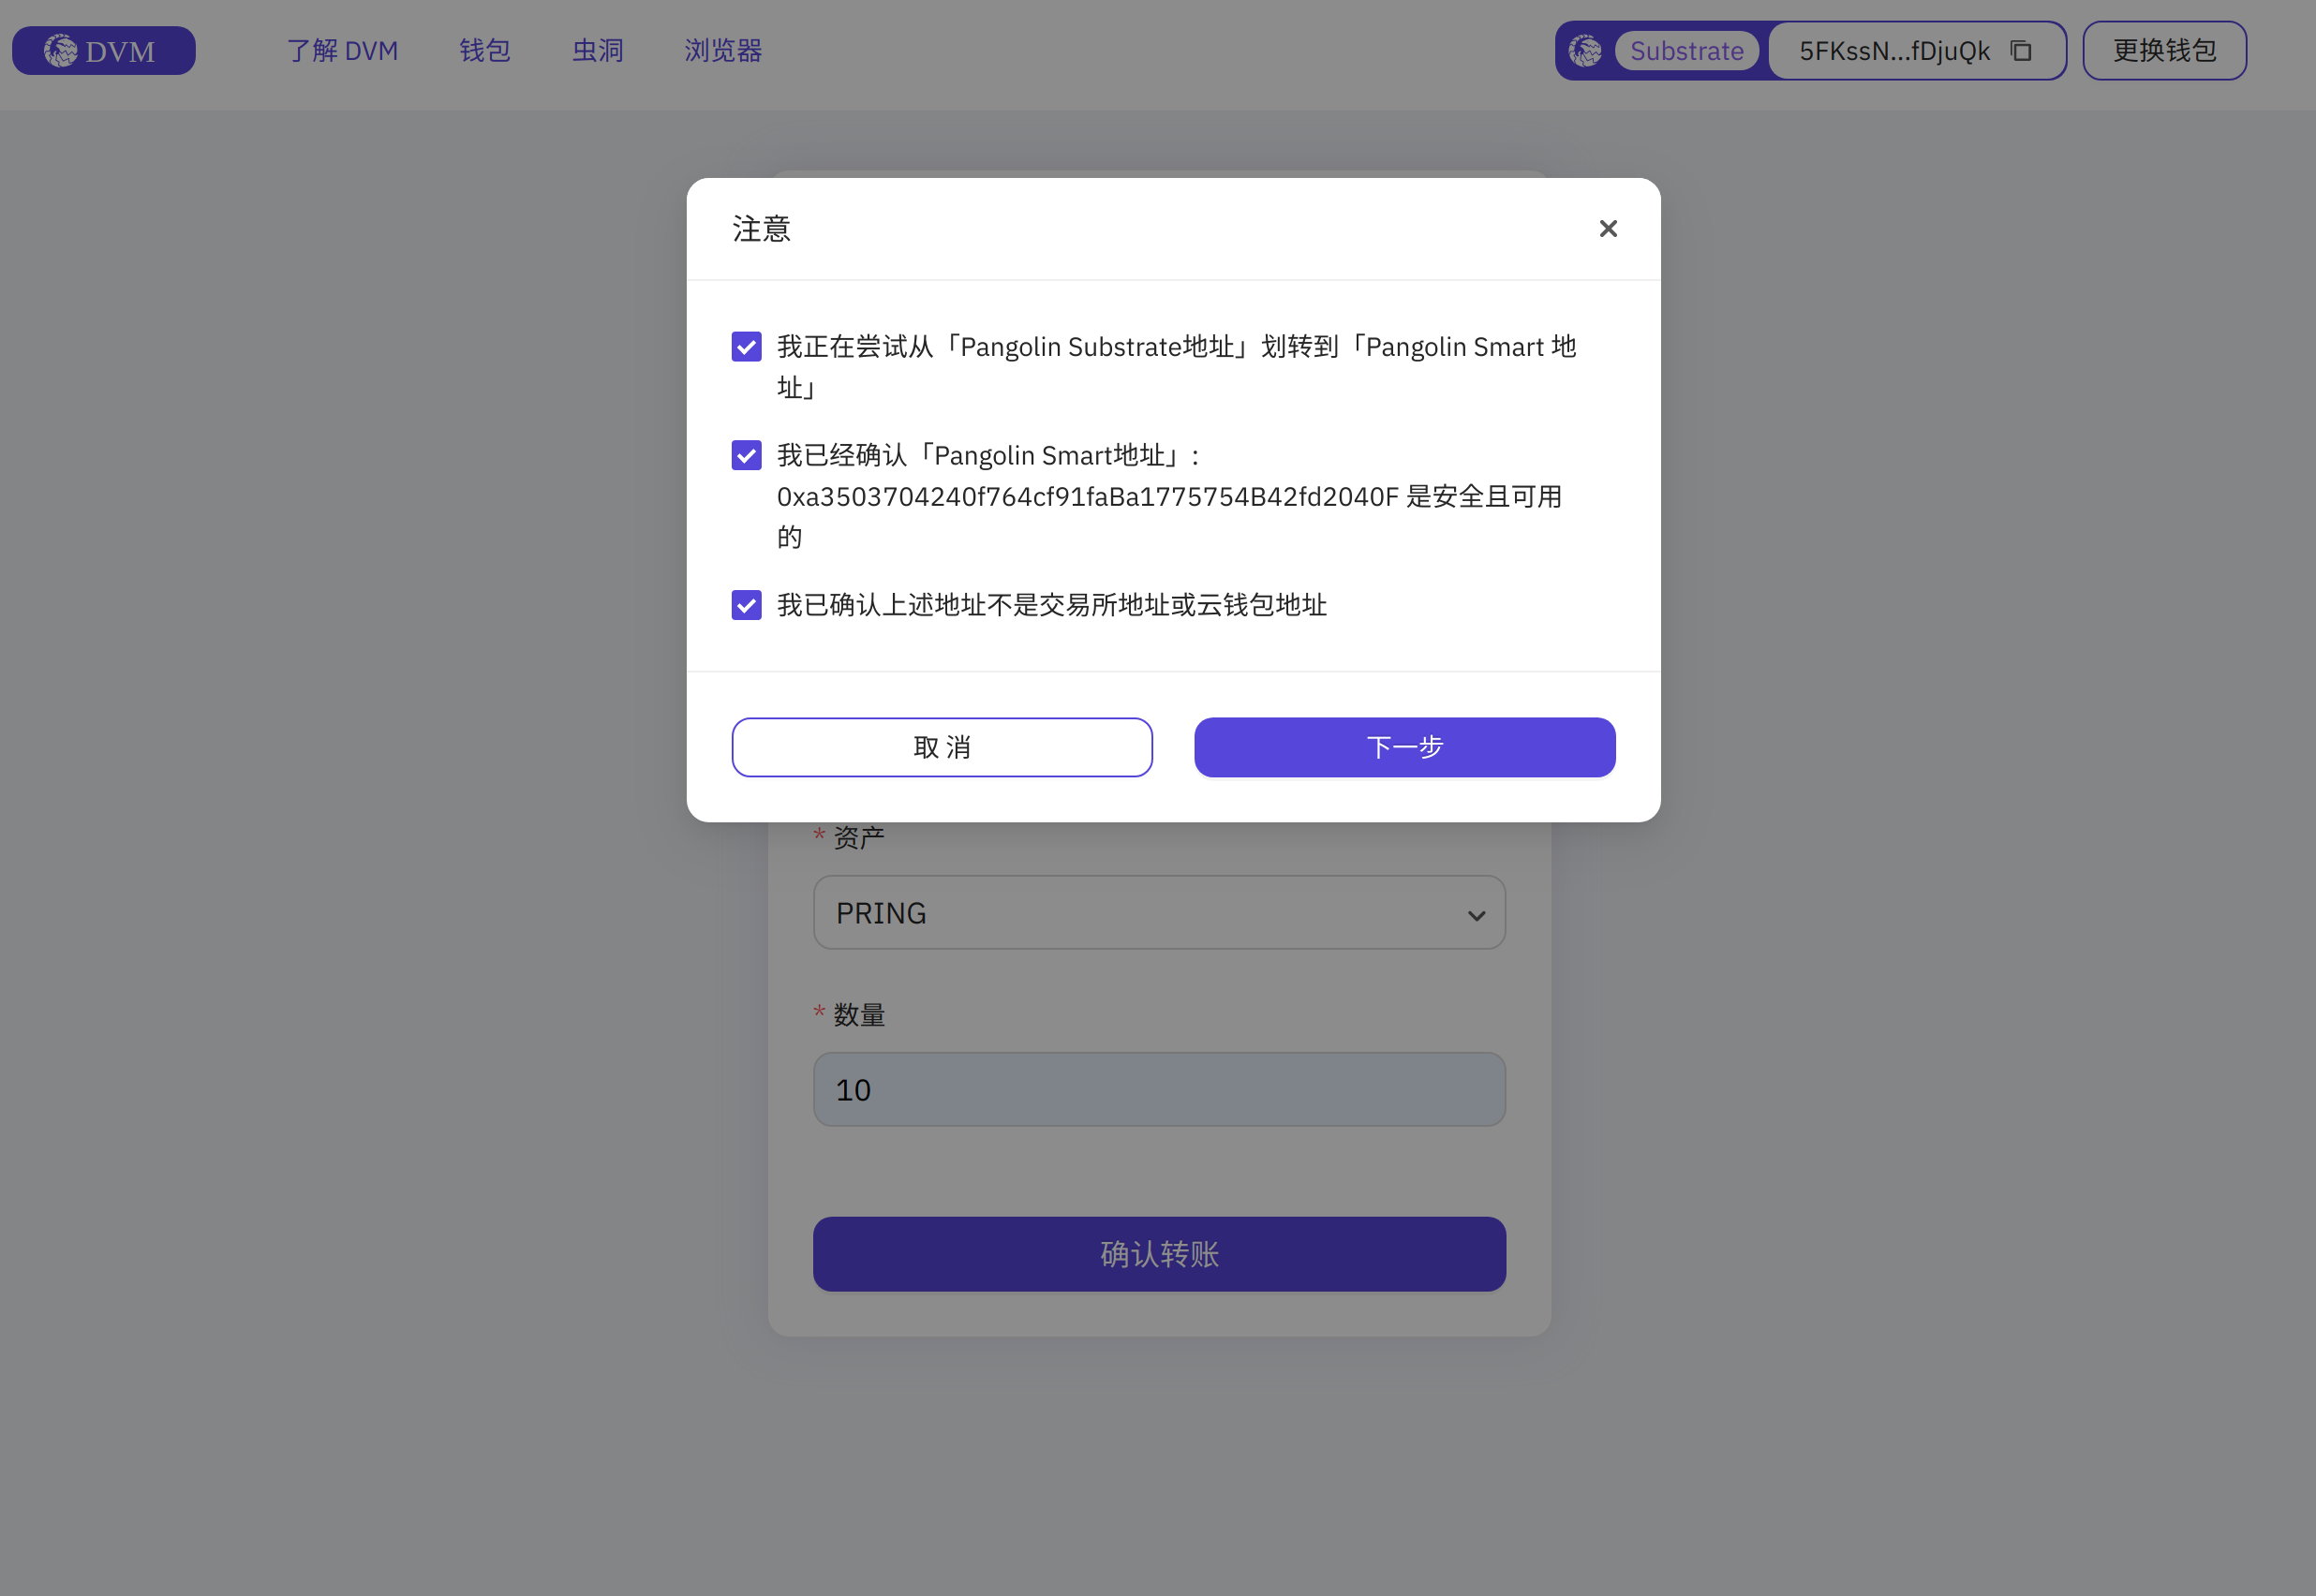 DVM
了解 DVM
钱包
虫洞
浏览器
Substrate
5FKssN...fDjuQk
更换钱包
注意
我正在尝试从「Pangolin Substrate地址」划转到「Pangolin Smart 地
址」
我已经确认「Pangolin Smart地址」:
0xa3503704240f764cf91faBa1775754B42fd2040F 是安全且可用
的
我已确认上述地址不是交易所地址或云钱包地址
取 消
下一步
* 资产
PRING
* 数量
10
确认转账